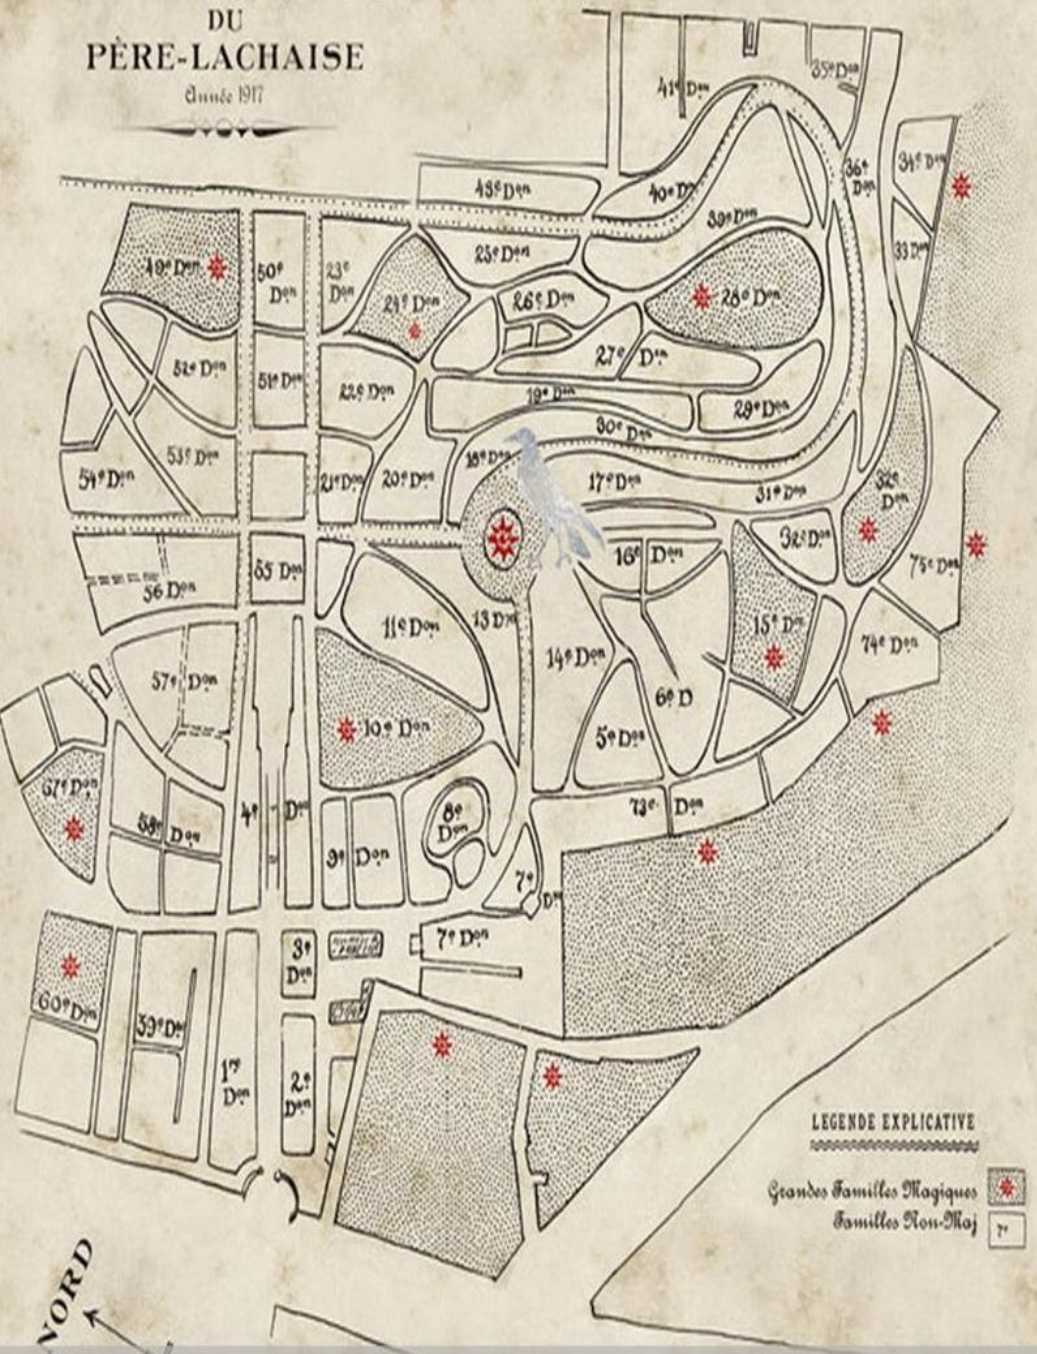 DU
PÈRE-LACHAISE
Année 1917
41e Don
35e Don
34e Don
36e Don
43e Don
40e D
39e Don
33 Don
25e Don
49e Don
50e Don
23e Don
24e Don
26e Don
28e Don
27e Don
52e Don
51e Don
22e Don
19e Don
29e Don
30e Don
18e Don
53e Don
54e Don
21e Don
20e Don
17e Don
31e Don
32e Don
32e Don
16e Don
75e Don
56 Don
55 Don
11e Don
13 Don
14e Don
15e Don
74e Don
57e Don
6e D
10e Don
5e Don
67e Don
58e Don
4e Don
9e Don
8e Don
73e Don
7e Don
3e Don
7e Don
60e Don
59e Don
1re Don
2e Don
LEGENDE EXPLICATIVE
Grandes Familles Magiques
Familles Non-Maj
7e
NORD